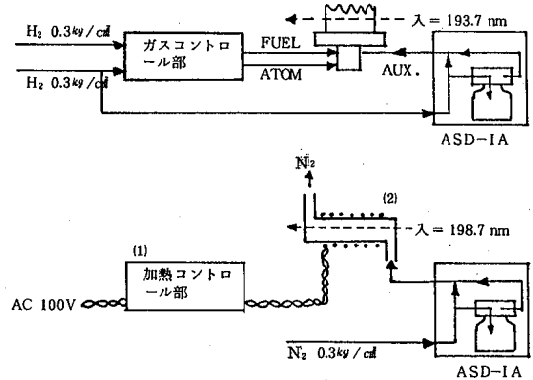 H₂ 0.3kg/c㎡
H₂ 0.3kg/c㎡
ガスコントロ
ール部
FUEL
ATOM
入=193.7 nm
AUX.
ASD-IA
N₂
(2)
入=198.7 nm
(1)
加熱コントロ
ール部
AC 100V
N₂ 0.3kg/c㎡
ASD-IA